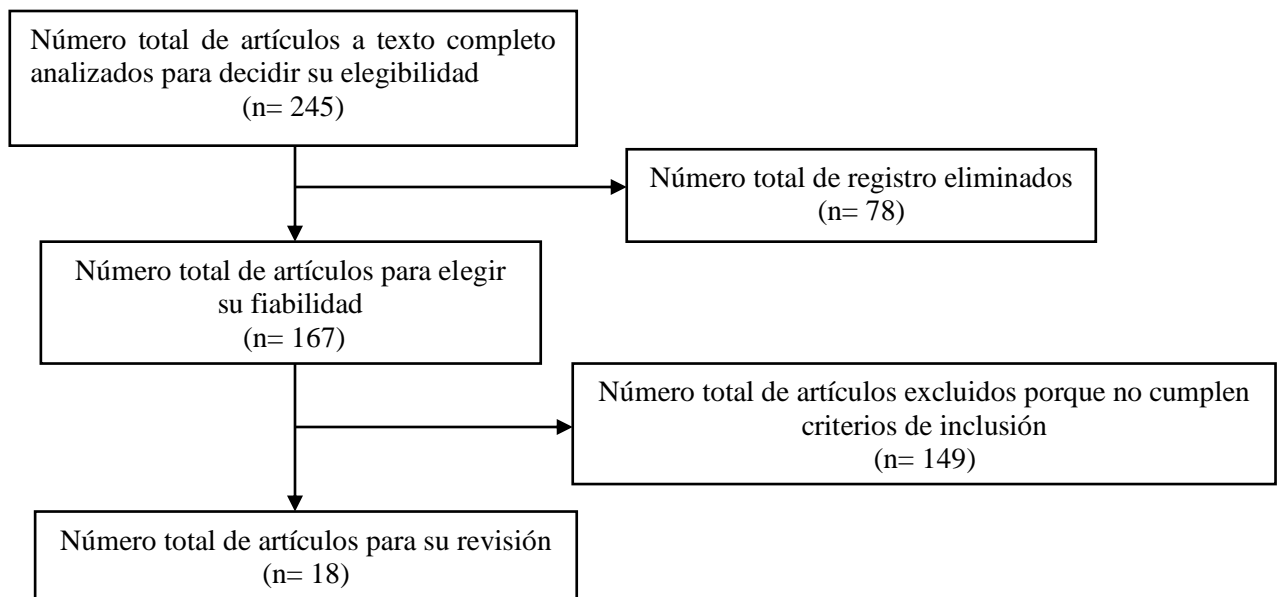 Número total de artículos a texto completo
analizados para decidir su elegibilidad
(n= 245)
Número total de registro eliminados
(n= 78)
Número total de artículos para elegir
su fiabilidad
(n= 167)
Número total de artículos excluidos porque no cumplen
criterios de inclusión
(n= 149)
Número total de artículos para su revisión
(n= 18)